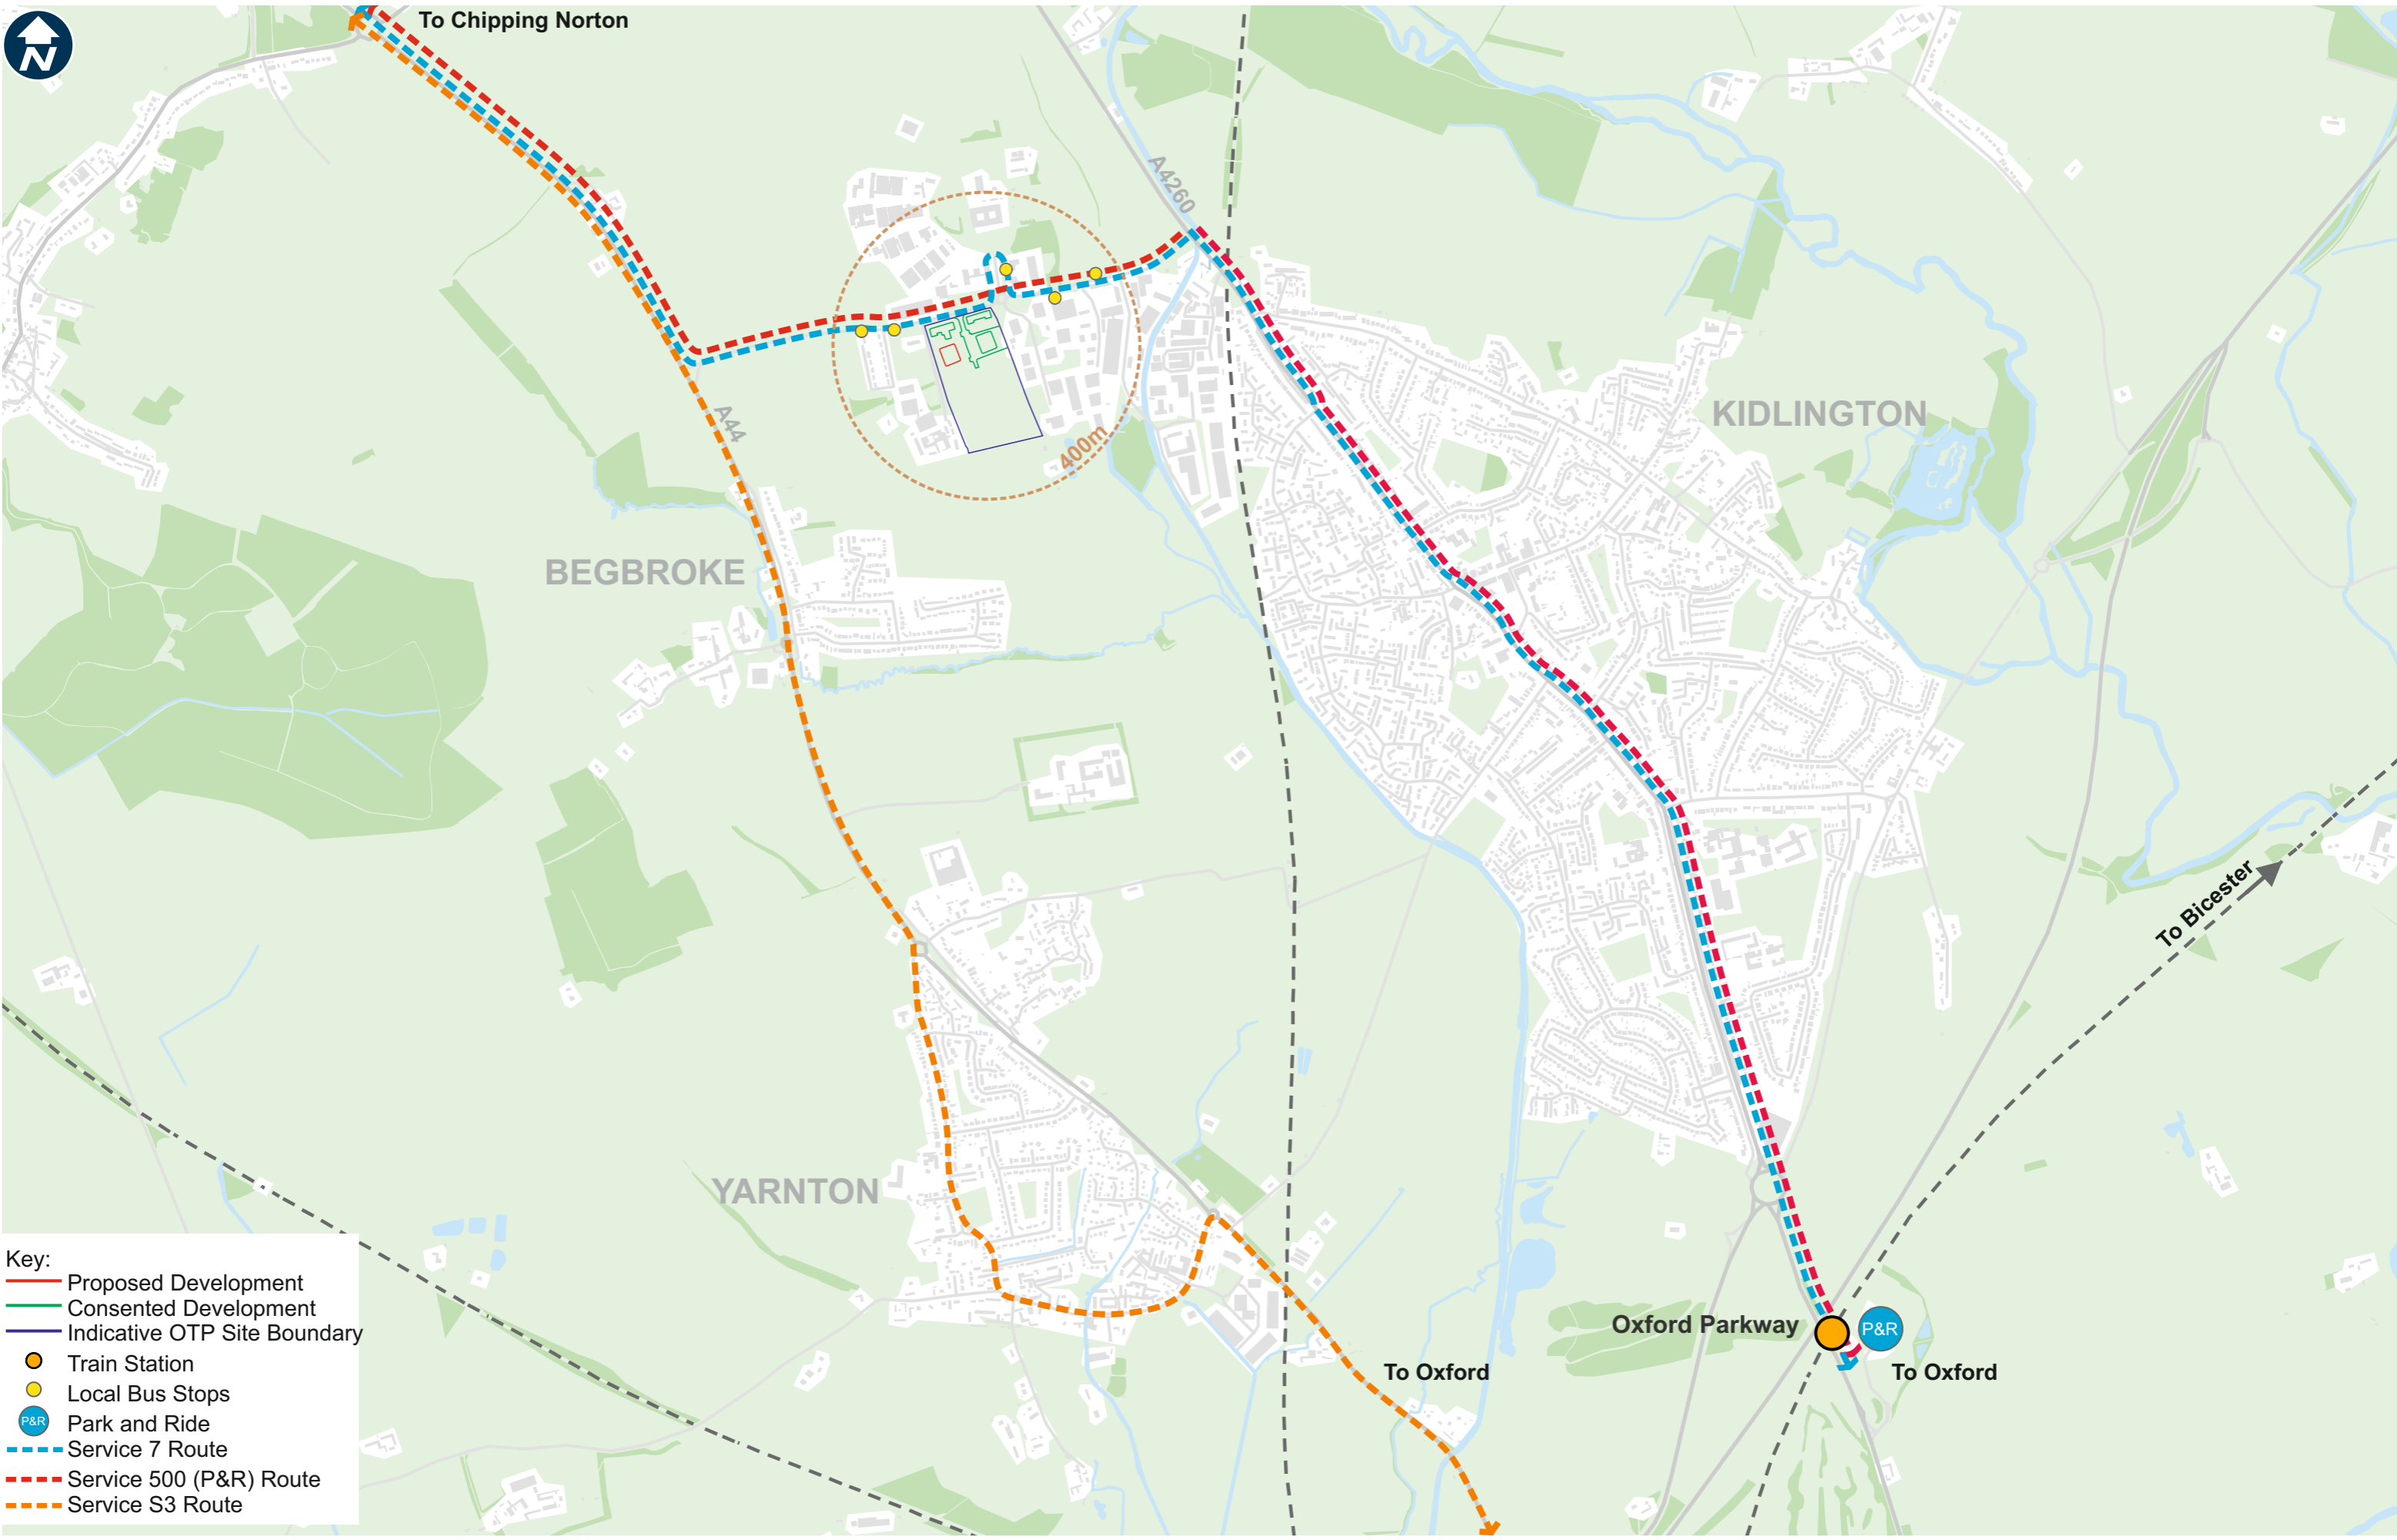 N
To Chipping Norton
A4260
KIDLINGTON
A44
400m
BEGBROKE
To Bicester
YARNTON
Oxford Parkway
P&R
To Oxford
To Oxford
Key:
Proposed Development
Consented Development
Indicative OTP Site Boundary
Train Station
Local Bus Stops
P&R Park and Ride
Service 7 Route
Service 500 (P&R) Route
Service S3 Route